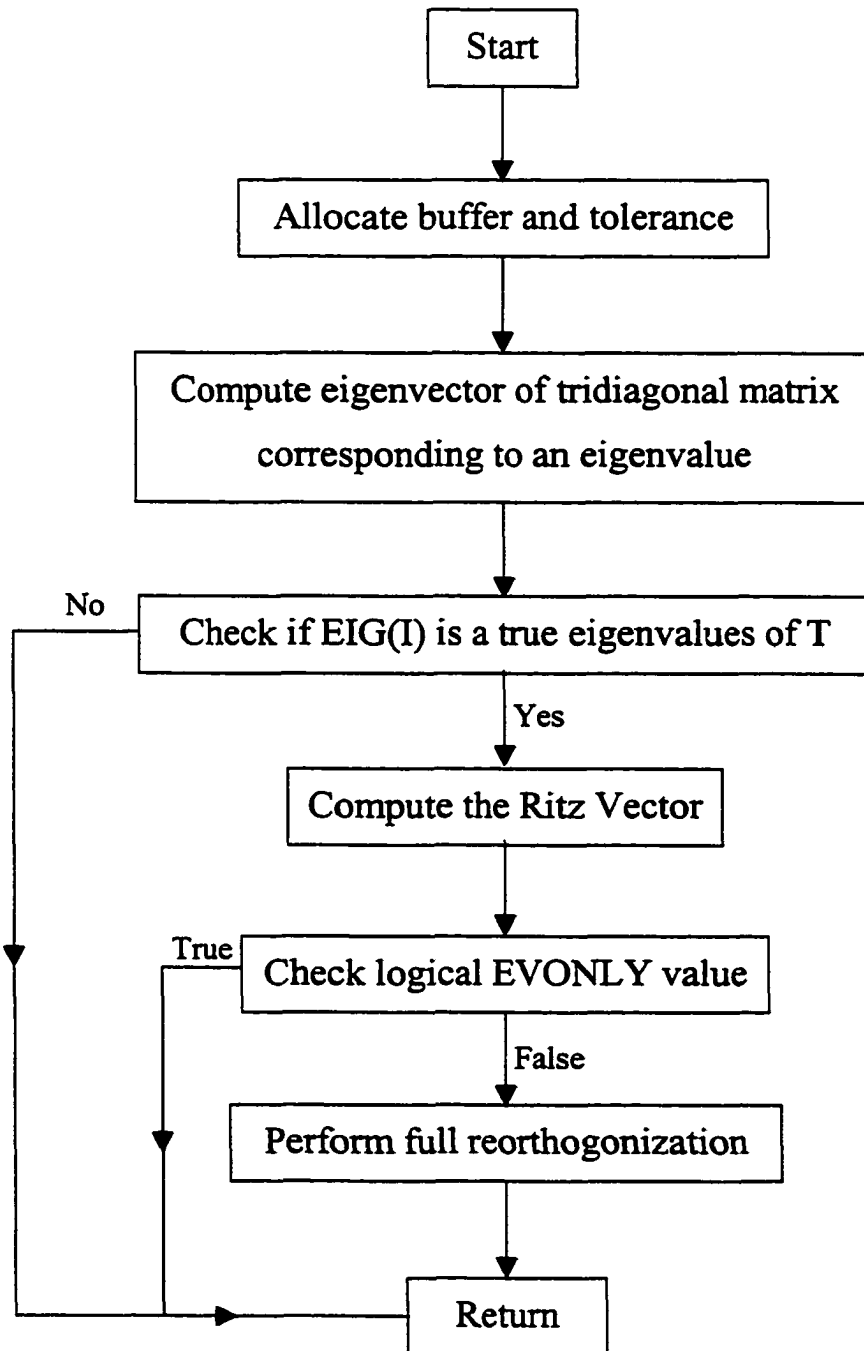 Start
Allocate buffer and tolerance
Compute eigenvector of tridiagonal matrix
corresponding to an eigenvalue
No
Check if EIG(I) is a true eigenvalues of T
Yes
Compute the Ritz Vector
True
Check logical EVONLY value
False
Perform full reorthogonization
Return